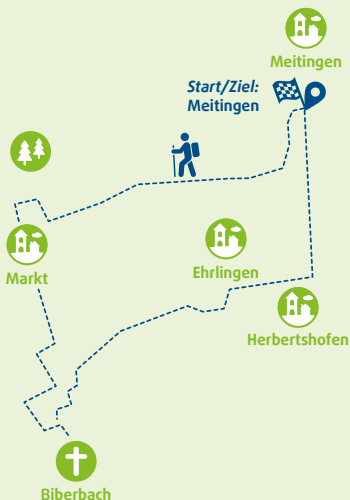 Meitingen
Start/Ziel:
Meitingen
Markt
Ehrlingen
Herbertshofen
Biberbach